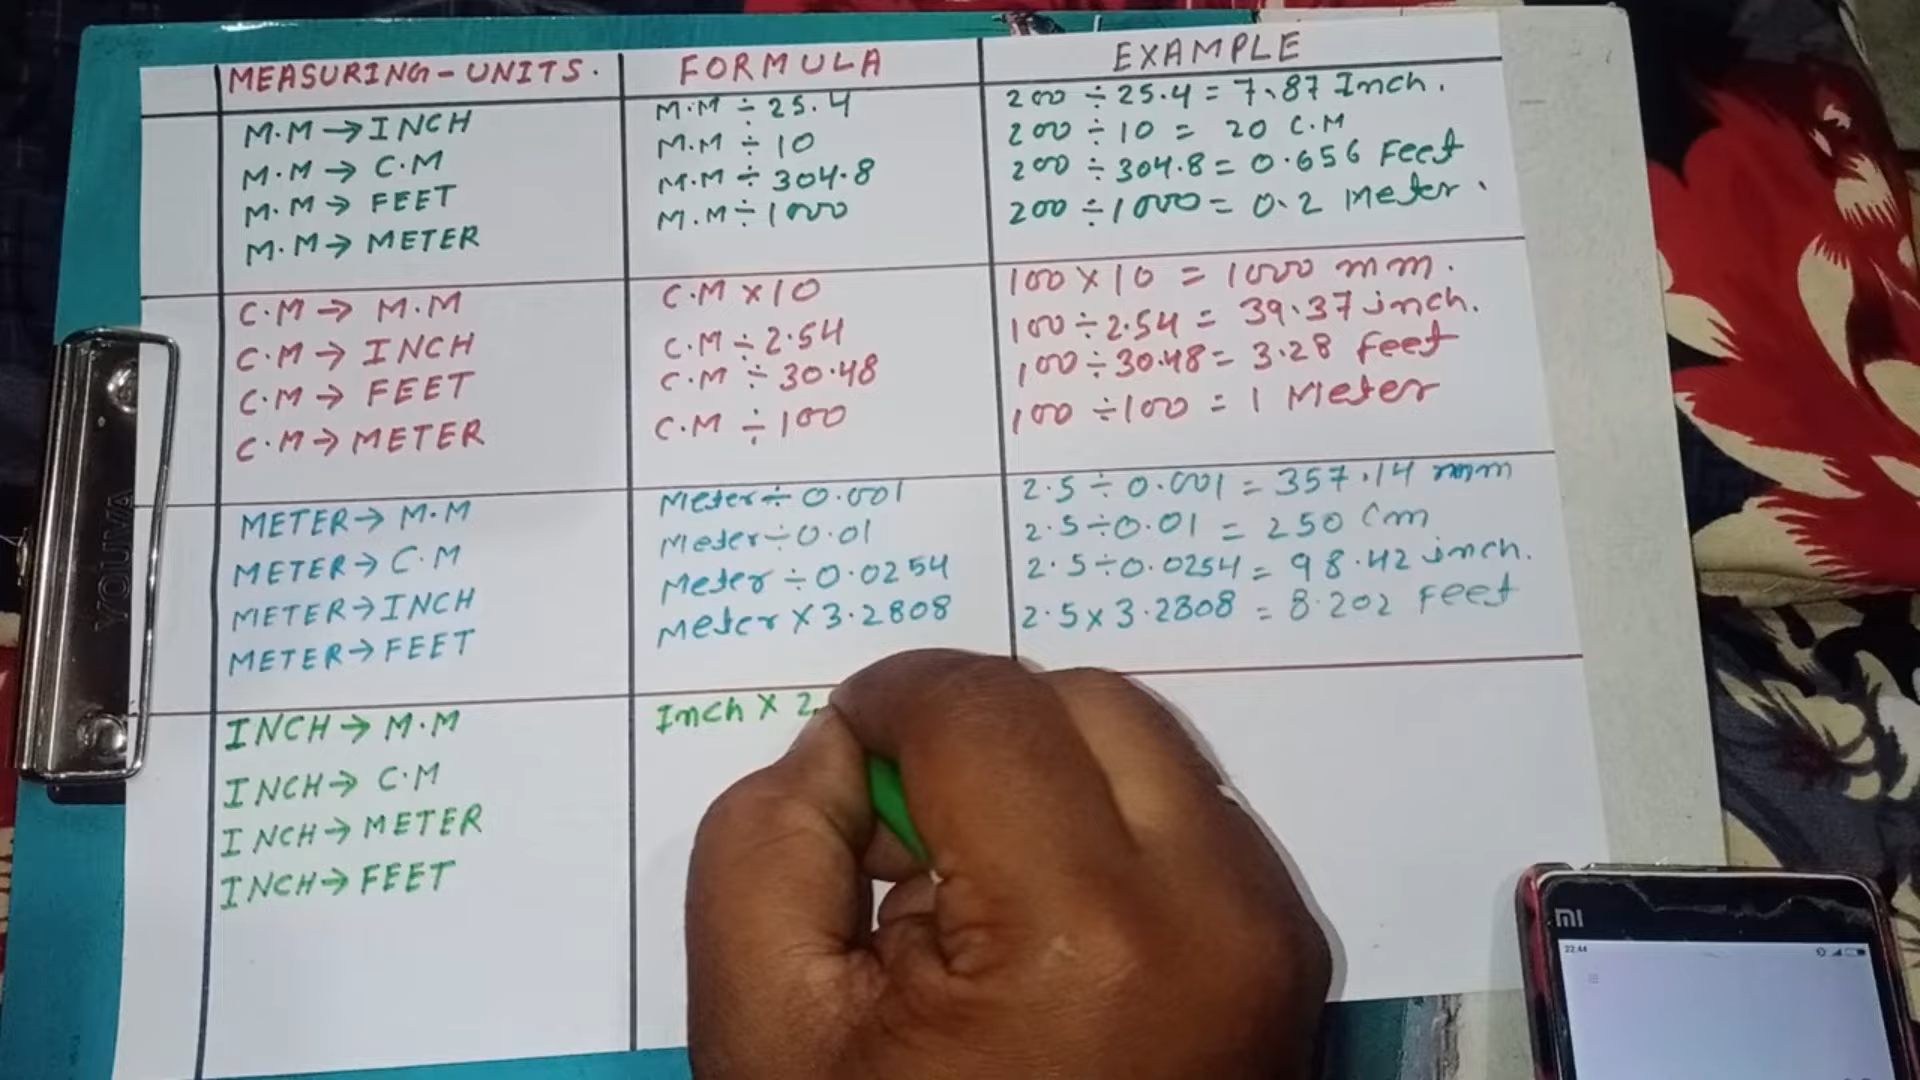 MEASURING-UNITS. FORMULA EXAMPLE
M.M → INCH M.M ÷ 25.4 200 ÷ 25.4 = 7.87 Inch.
M.M → C.M M.M ÷ 10 200 ÷ 10 = 20 C.M
M.M → FEET M.M ÷ 304.8 200 ÷ 304.8 = 0.656 Feet
M.M → METER M.M ÷ 1000 200 ÷ 1000 = 0.2 Meter.
C.M → M.M C.M X 10 100 X 10 = 1000 mm.
C.M → INCH C.M ÷ 2.54 100 ÷ 2.54 = 39.37 inch.
C.M → FEET C.M ÷ 30.48 100 ÷ 30.48 = 3.28 Feet
C.M → METER C.M ÷ 100 100 ÷ 100 = 1 Meter
METER → M.M Meter ÷ 0.001 2.5 ÷ 0.001 = 357.14 mm
METER → C.M Meter ÷ 0.01 2.5 ÷ 0.01 = 250 Cm
METER → INCH Meter ÷ 0.0254 2.5 ÷ 0.0254 = 98.42 inch.
METER → FEET Meter X 3.2808 2.5 x 3.2808 = 8.202 Feet
INCH → M.M Inch X 2.
INCH → C.M
INCH → METER
INCH → FEET
YOUVA
mi
22:44